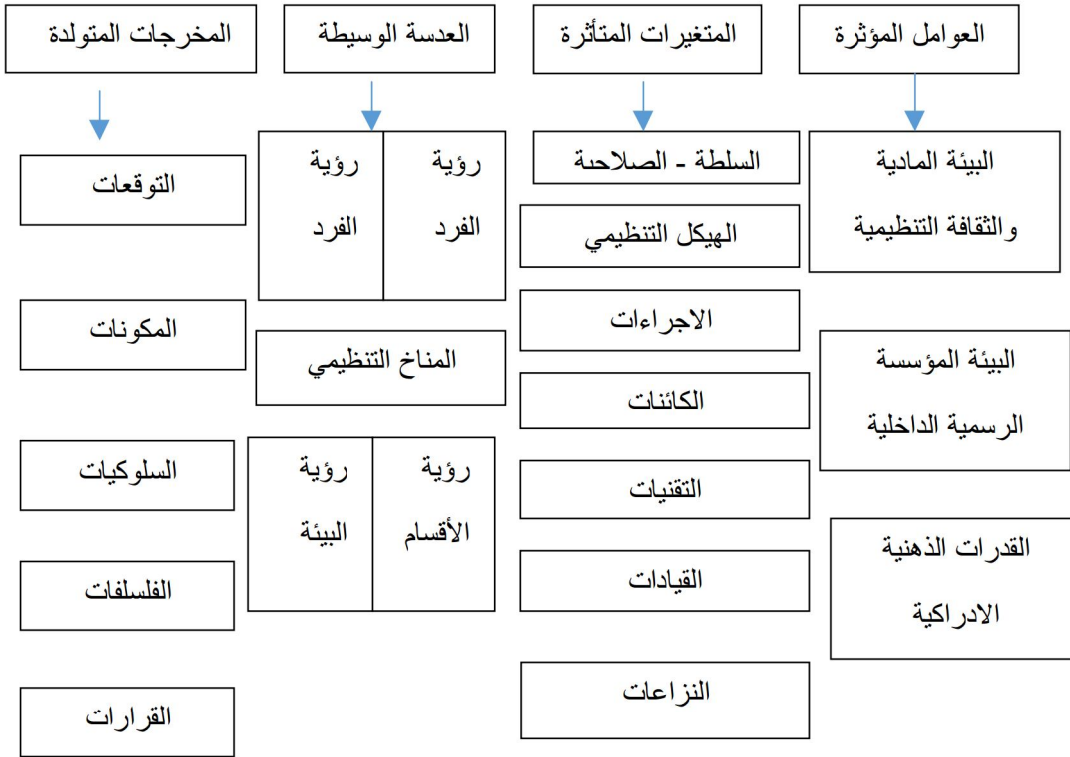 العوامل المؤثرة
المتغيرات المتأثرة
العدسة الوسيطة
المخرجات المتولدة
البيئة المادية
والثقافة التنظيمية
البيئة المؤسسة
الرسمية الداخلية
القدرات الذهنية
الادراكية
السلطة - الصلاحية
الهيكل التنظيمي
الاجراءات
الكائنات
التقنيات
القيادات
النزاعات
رؤية
الفرد
رؤية
الفرد
المناخ التنظيمي
رؤية
الأقسام
رؤية
البيئة
التوقعات
المكونات
السلوكيات
الفلسلفات
القرارات